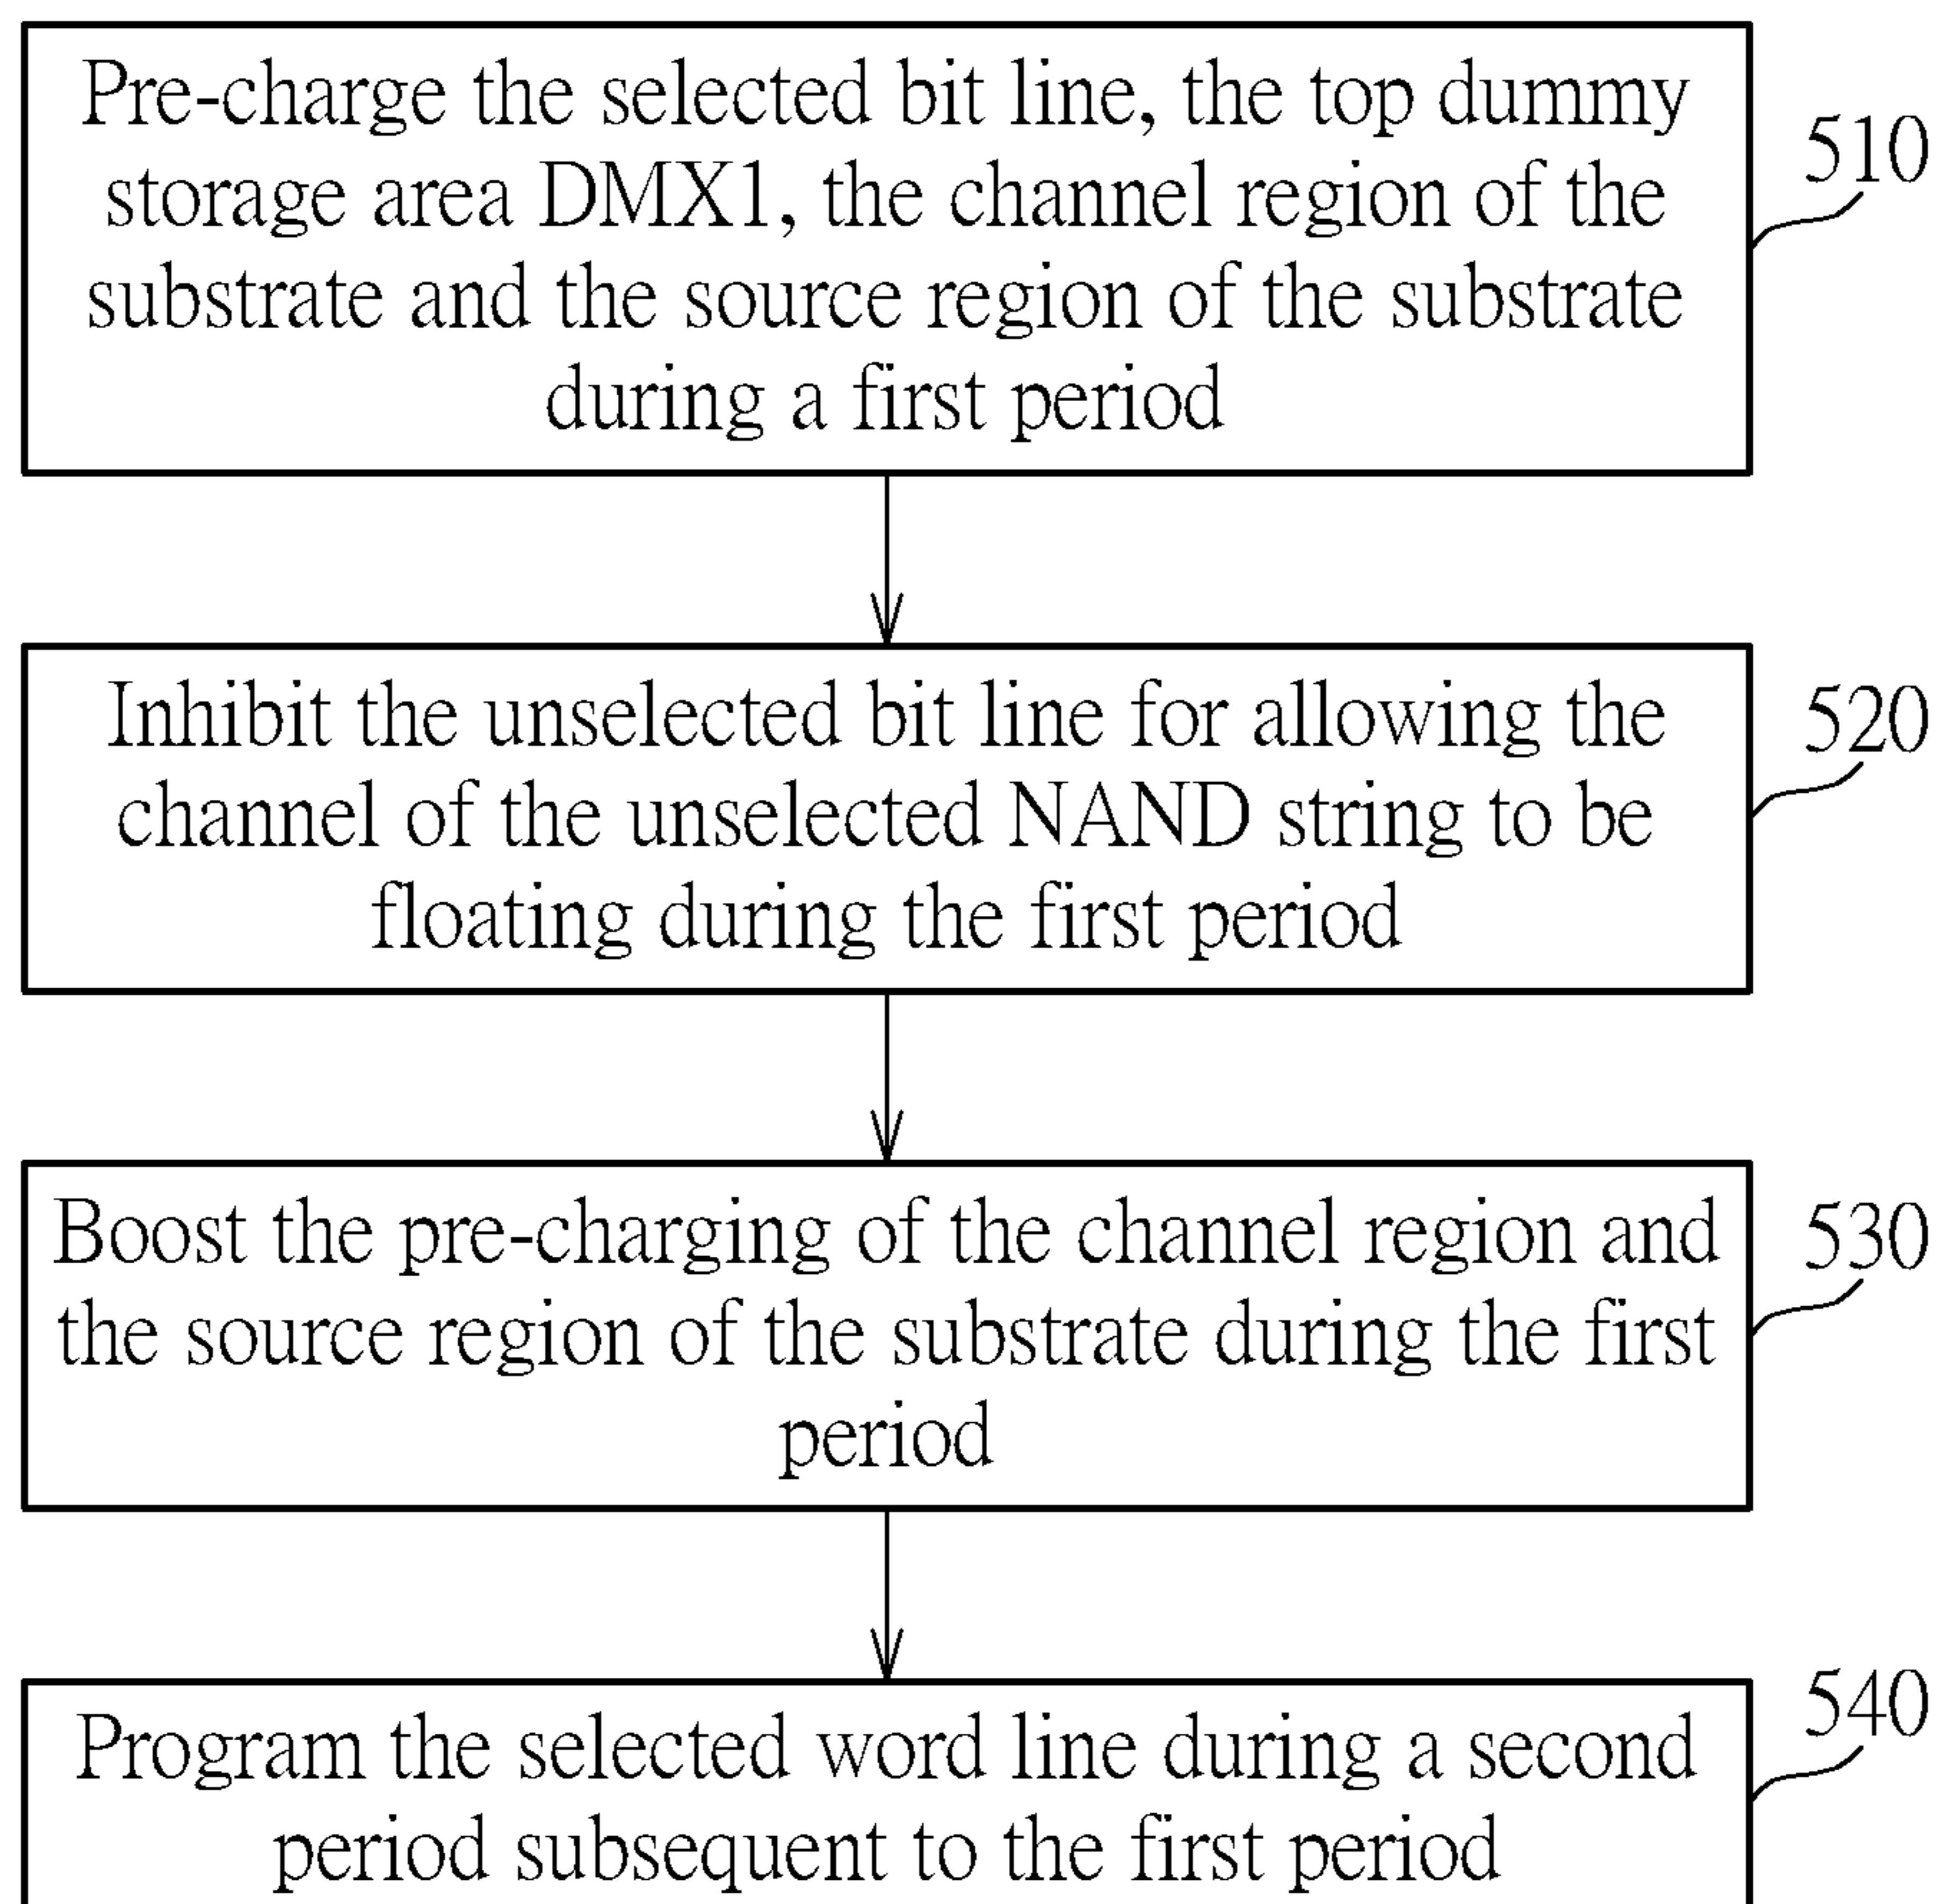 Pre-charge the selected bit line, the top dummy
storage area DMX1, the channel region of the
substrate and the source region of the substrate
during a first period
510
Inhibit the unselected bit line for allowing the
channel of the unselected NAND string to be
floating during the first period
520
Boost the pre-charging of the channel region and
the source region of the substrate during the first
period
530
Program the selected word line during a second
period subsequent to the first period
540